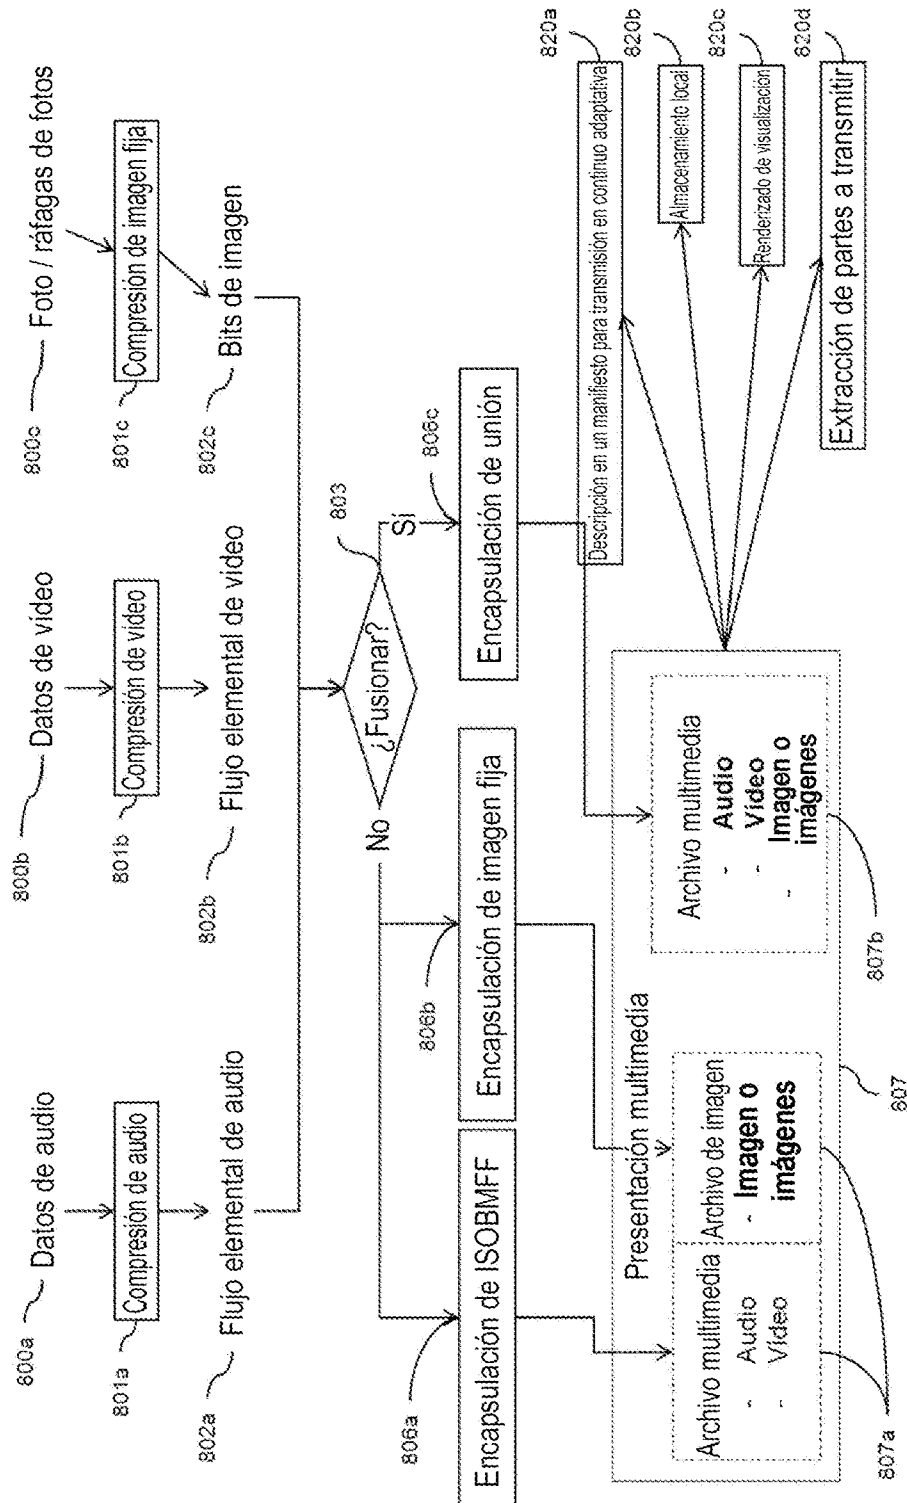 800a
Datos de audio
800b
Datos de vídeo
800c
Foto / ráfagas de fotos
801a
Compresión de audio
801b
Compresión de vídeo
801c
Compresión de imagen fija
802a
Flujo elemental de audio
802b
Flujo elemental de vídeo
802c
Bits de imagen
803
¿Fusionar?
No
Sí
806a
Encapsulación de ISOBMFF
806b
Encapsulación de imagen fija
806c
Encapsulación de unión
Presentación multimedia
Archivo multimedia
- Audio
- Vídeo
Archivo de imagen
- Imagen o
imágenes
Archivo multimedia
- Audio
- Vídeo
- Imagen o
imágenes
807a
807
807b
820a
Descripción en un manifiesto para transmisión en continuo adaptativa
820b
Almacenamiento local
820c
Renderizado de visualización
820d
Extracción de partes a transmitir